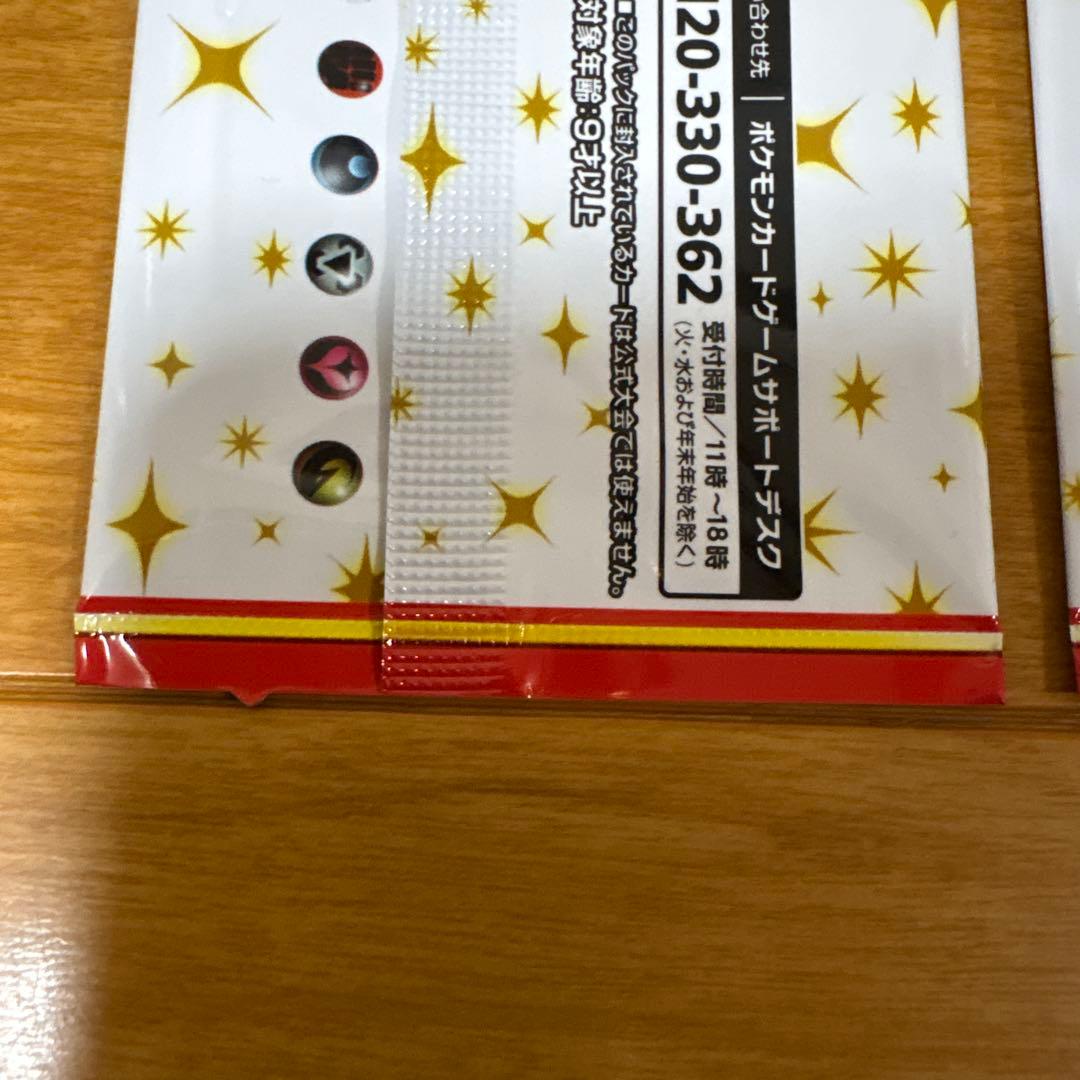 い合わせ先 | ポケモンカードゲームサポートデスク
120-330-362
受付時間／11時～18時
(火・水および年末年始を除く)
■このパックに封入されているカードは公式大会では使えません。
対象年齢:9才以上